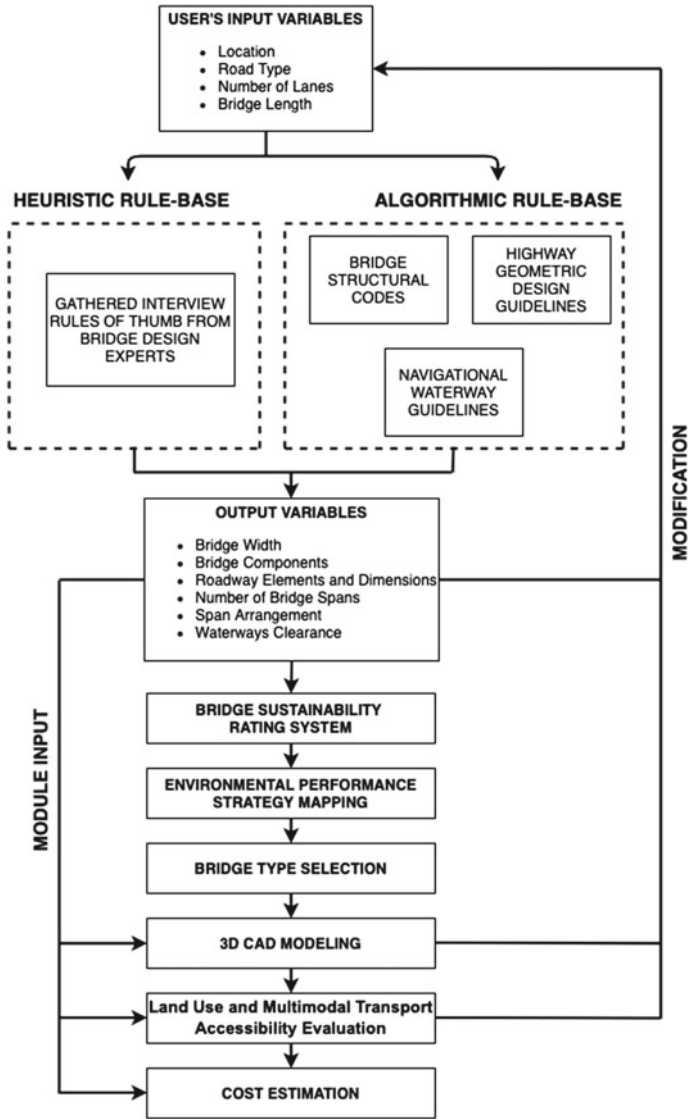 USER'S INPUT VARIABLES
• Location
• Road Type
• Number of Lanes
• Bridge Length
HEURISTIC RULE-BASE
ALGORITHMIC RULE-BASE
GATHERED INTERVIEW
RULES OF THUMB FROM
BRIDGE DESIGN
EXPERTS
BRIDGE
STRUCTURAL
CODES
HIGHWAY
GEOMETRIC
DESIGN
GUIDELINES
NAVIGATIONAL
WATERWAY
GUIDELINES
OUTPUT VARIABLES
• Bridge Width
• Bridge Components
• Roadway Elements and Dimensions
• Number of Bridge Spans
• Span Arrangement
• Waterways Clearance
MODIFICATION
MODULE INPUT
BRIDGE SUSTAINABILITY
RATING SYSTEM
ENVIRONMENTAL PERFORMANCE
STRATEGY MAPPING
BRIDGE TYPE SELECTION
3D CAD MODELING
Land Use and Multimodal Transport
Accessibility Evaluation
COST ESTIMATION